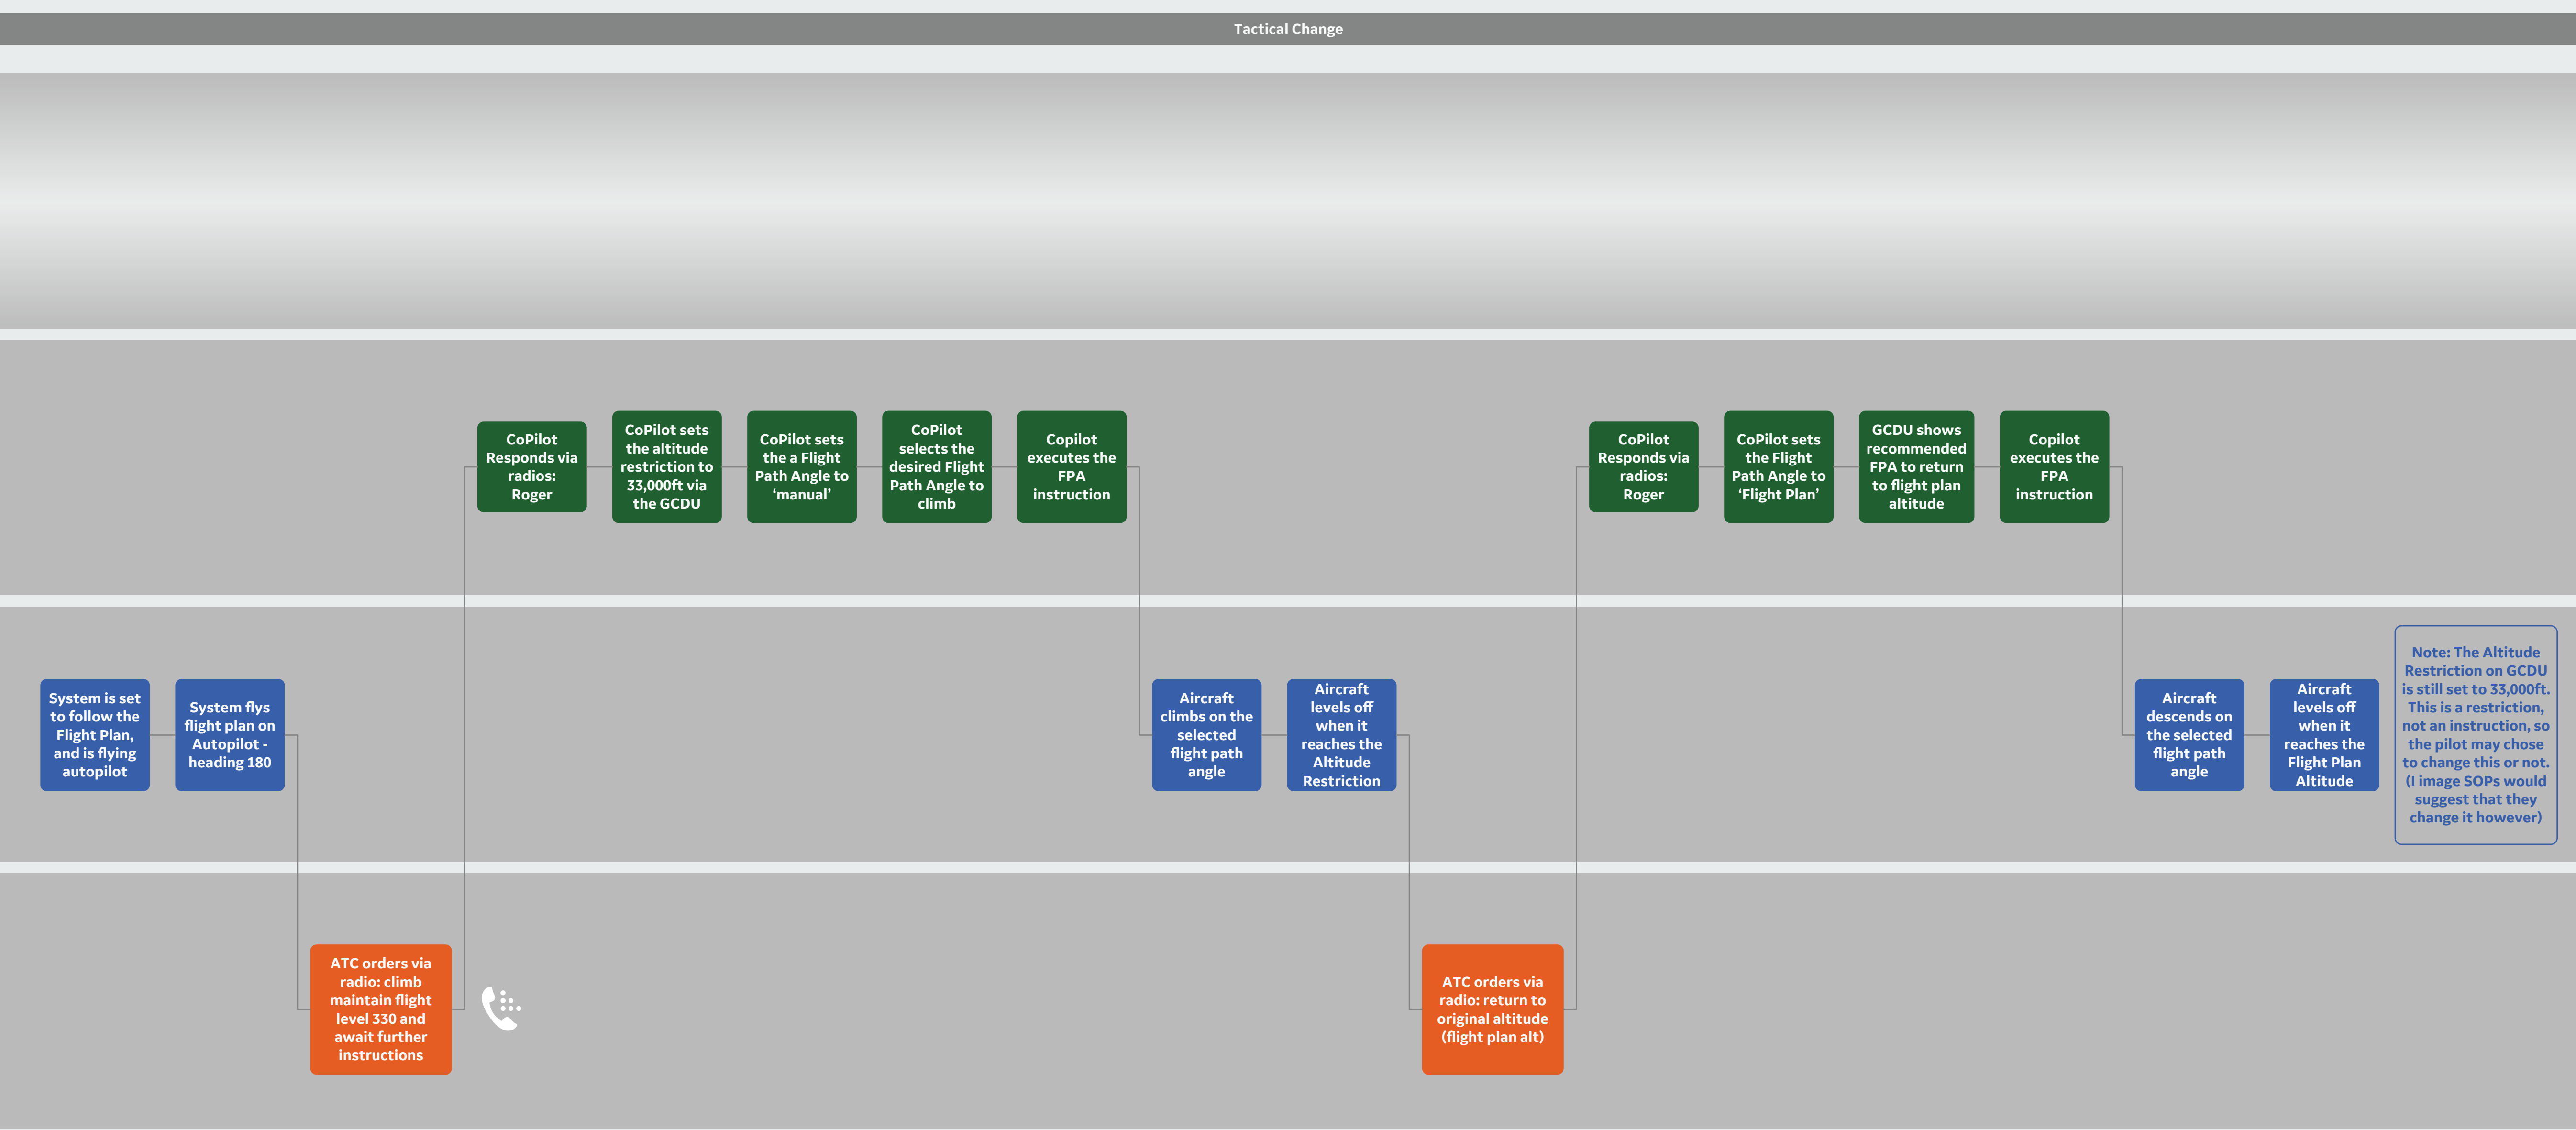 Tactical Change
System is set
to follow the
Flight Plan,
and is flying
autopilot
System flys
flight plan on
Autopilot -
heading 180
ATC orders via
radio: climb
maintain flight
level 330 and
await further
instructions
CoPilot
Responds via
radios:
Roger
CoPilot sets
the altitude
restriction to
33,000ft via
the GCDU
CoPilot sets
the a Flight
Path Angle to
‘manual’
CoPilot
selects the
desired Flight
Path Angle to
climb
Copilot
executes the
FPA
instruction
Aircraft
climbs on the
selected
flight path
angle
Aircraft
levels off
when it
reaches the
Altitude
Restriction
ATC orders via
radio: return to
original altitude
(flight plan alt)
CoPilot
Responds via
radios:
Roger
CoPilot sets
the Flight
Path Angle to
‘Flight Plan’
GCDU shows
recommended
FPA to return
to flight plan
altitude
Copilot
executes the
FPA
instruction
Aircraft
descends on
the selected
flight path
angle
Aircraft
levels off
when it
reaches the
Flight Plan
Altitude
Note: The Altitude
Restriction on GCDU
is still set to 33,000ft.
This is a restriction,
not an instruction, so
the pilot may chose
to change this or not.
(I image SOPs would
suggest that they
change it however)